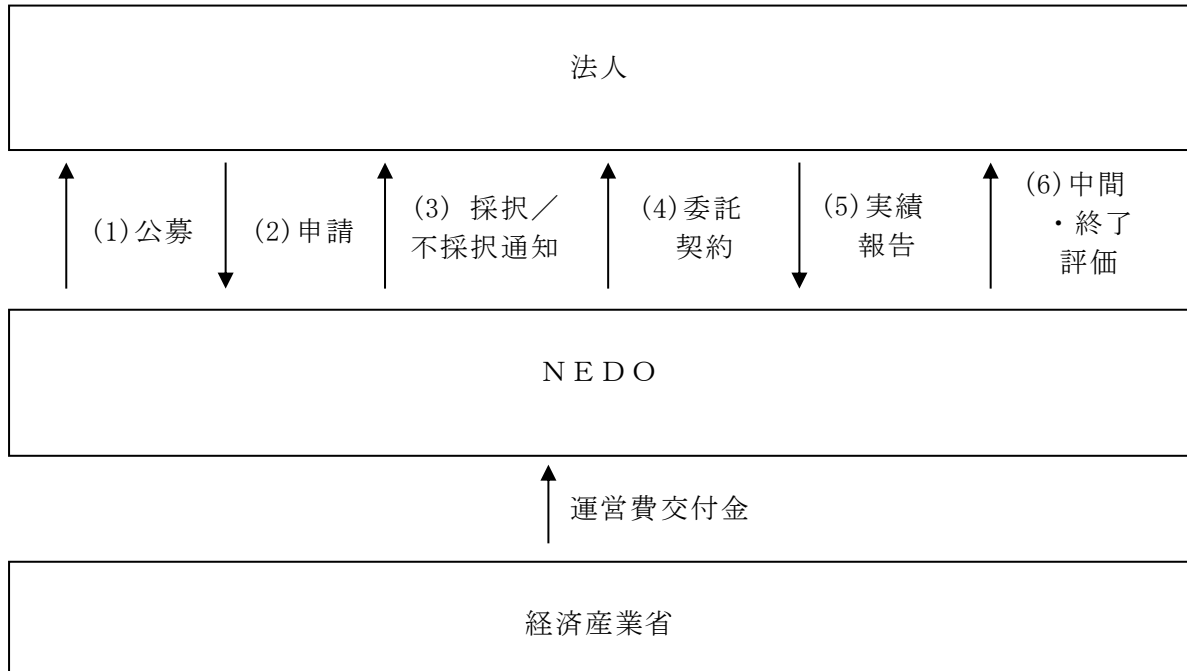 法人
(1)公募
(2)申請
(3) 採択／
不採択通知
(4)委託
契約
(5)実績
報告
(6)中間
・終了
評価
ＮＥＤＯ
運営費交付金
経済産業省